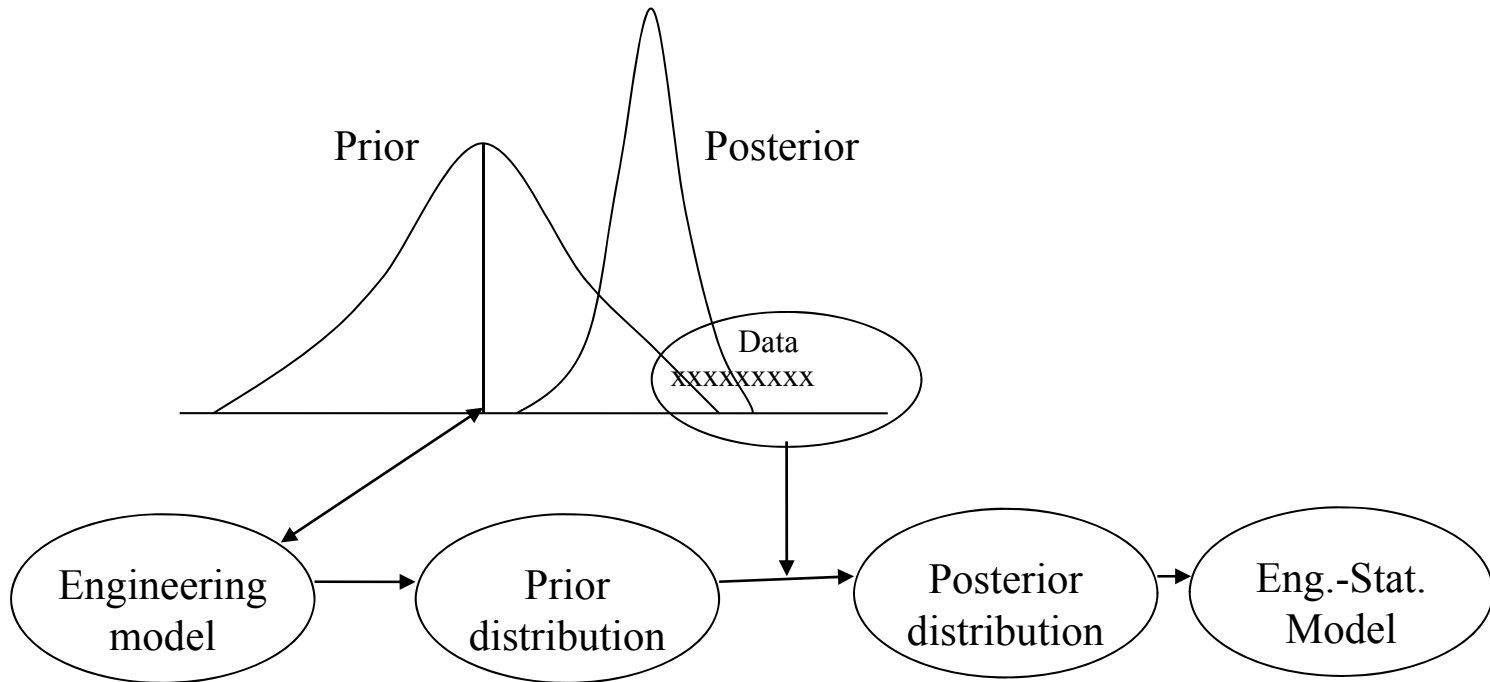 Prior
Posterior
Data
xxxxxxxxx
Engineering
model
Prior
distribution
Posterior
distribution
Eng.-Stat.
Model